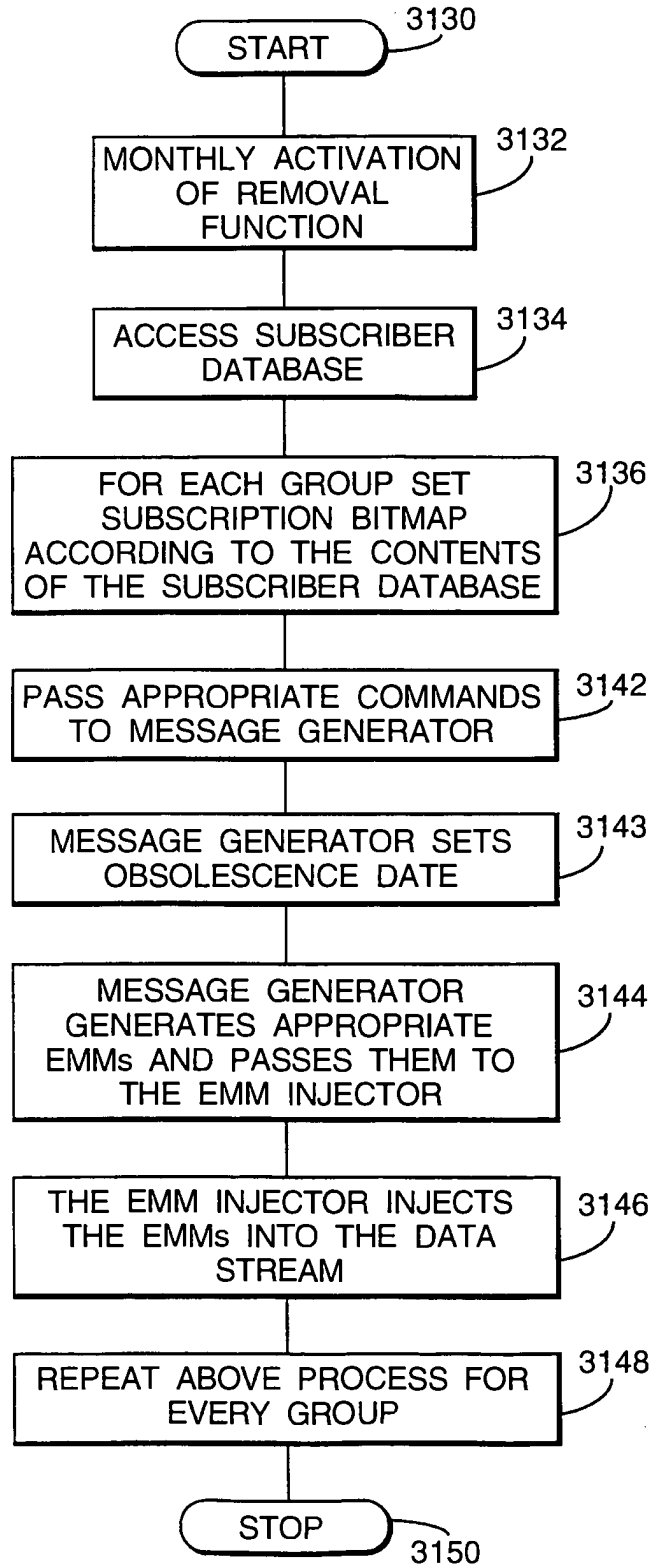 START
3130
MONTHLY ACTIVATION
OF REMOVAL
FUNCTION
3132
ACCESS SUBSCRIBER
DATABASE
3134
FOR EACH GROUP SET
SUBSCRIPTION BITMAP
ACCORDING TO THE CONTENTS
OF THE SUBSCRIBER DATABASE
3136
PASS APPROPRIATE COMMANDS
TO MESSAGE GENERATOR
3142
MESSAGE GENERATOR SETS
OBSOLESCENCE DATE
3143
MESSAGE GENERATOR
GENERATES APPROPRIATE
EMMs AND PASSES THEM TO
THE EMM INJECTOR
3144
THE EMM INJECTOR INJECTS
THE EMMs INTO THE DATA
STREAM
3146
REPEAT ABOVE PROCESS FOR
EVERY GROUP
3148
STOP
3150